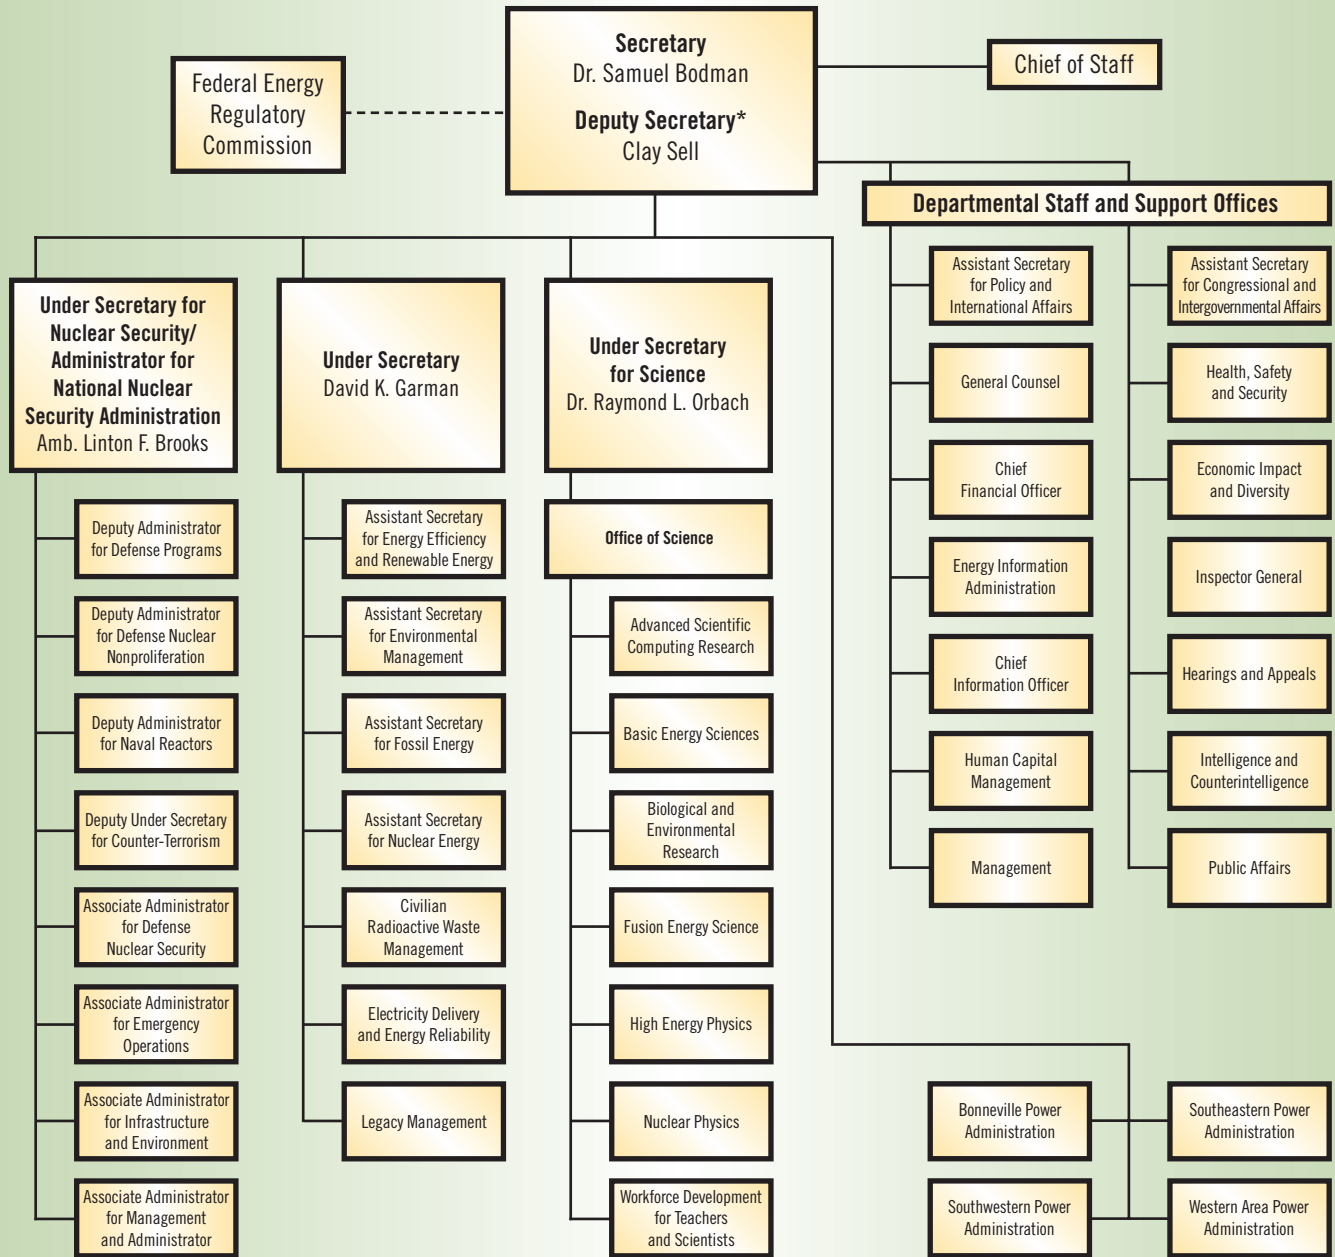 Secretary
Dr. Samuel Bodman
Deputy Secretary*
Clay Sell
Federal Energy
Regulatory
Commission
Chief of Staff
Departmental Staff and Support Offices
Under Secretary for
Nuclear Security/
Administrator for
National Nuclear
Security Administration
Amb. Linton F. Brooks
Deputy Administrator
for Defense Programs
Deputy Administrator
for Defense Nuclear
Nonproliferation
Deputy Administrator
for Naval Reactors
Deputy Under Secretary
for Counter-Terrorism
Associate Administrator
for Defense
Nuclear Security
Associate Administrator
for Emergency
Operations
Associate Administrator
for Infrastructure
and Environment
Associate Administrator
for Management
and Administrator
Under Secretary
David K. Garman
Assistant Secretary
for Energy Efficiency
and Renewable Energy
Assistant Secretary
for Environmental
Management
Assistant Secretary
for Fossil Energy
Assistant Secretary
for Nuclear Energy
Civilian
Radioactive Waste
Management
Electricity Delivery
and Energy Reliability
Legacy Management
Under Secretary
for Science
Dr. Raymond L. Orbach
Office of Science
Advanced Scientific
Computing Research
Basic Energy Sciences
Biological and
Environmental
Research
Fusion Energy Science
High Energy Physics
Nuclear Physics
Workforce Development
for Teachers
and Scientists
Assistant Secretary
for Policy and
International Affairs
General Counsel
Chief
Financial Officer
Energy Information
Administration
Chief
Information Officer
Human Capital
Management
Management
Assistant Secretary
for Congressional and
Intergovernmental Affairs
Health, Safety
and Security
Economic Impact
and Diversity
Inspector General
Hearings and Appeals
Intelligence and
Counterintelligence
Public Affairs
Bonneville Power
Administration
Southeastern Power
Administration
Southwestern Power
Administration
Western Area Power
Administration